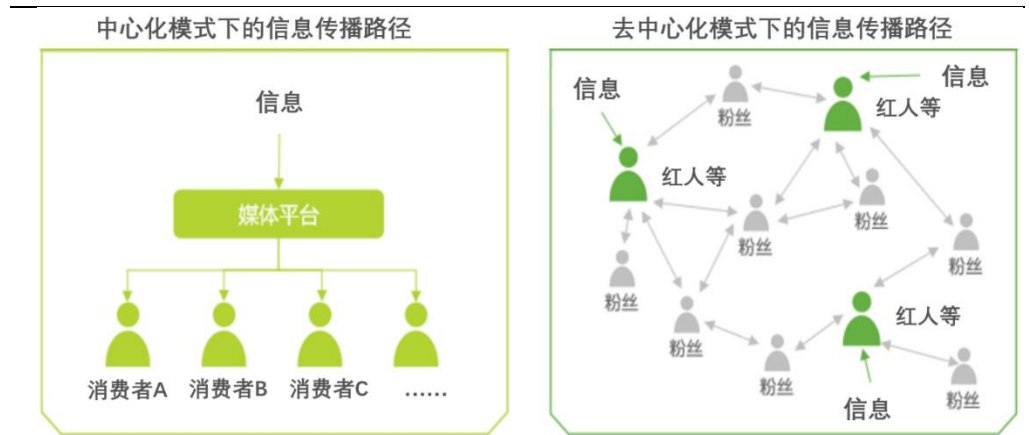 中心化模式下的信息传播路径
信息
媒体平台
消费者A
消费者B
消费者C
……
去中心化模式下的信息传播路径
信息
信息
粉丝
红人等
红人等
粉丝
粉丝
粉丝
粉丝
粉丝
红人等
粉丝
粉丝
信息